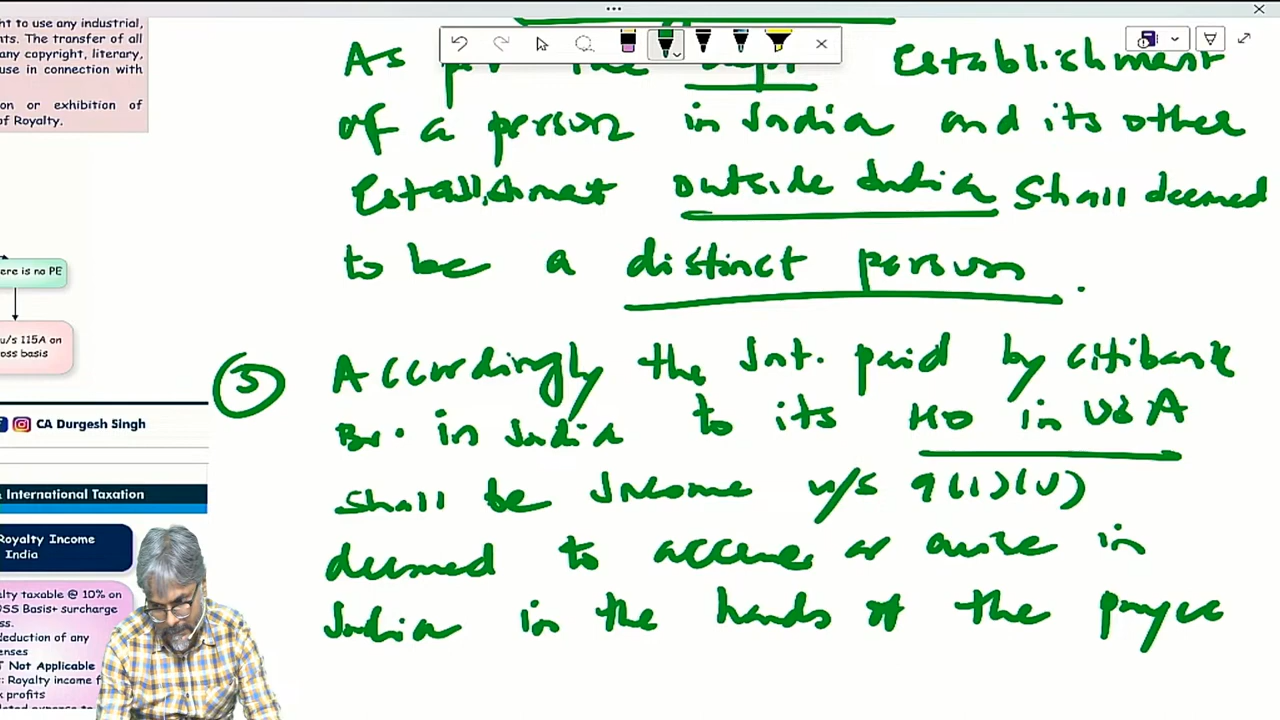 ht to use any industrial,
nts. The transfer of all
any copyright, literary,
use in connection with
on or exhibition of
of Royalty.
As per the Establishment
of a person in India and its other
Establishment outside India shall deemed
to be a distinct person.
ere is no PE
u/s 115A on
oss basis
5 Accordingly the Int. paid by citibank
Br. in India to its HO in USA
shall be Income u/s 9(1)(v)
deemed to accrue or arise in
India in the hands of the payee
CA Durgesh Singh
& International Taxation
Royalty Income
India
lty taxable @ 10% on
OSS Basis+ surcharge
ss.
deduction of any
enses
T Not Applicable
: Royalty income f
k profits